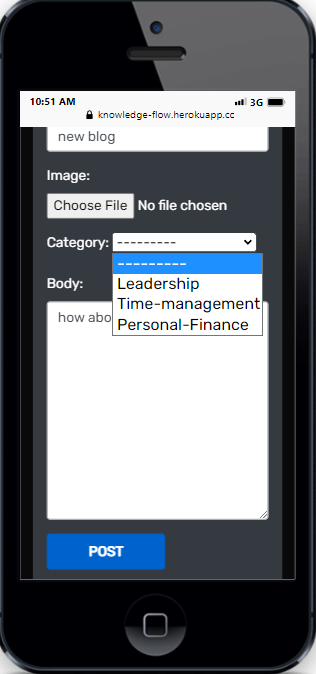 10:51 AM 3G
knowledge-flow.herokuapp.cc
new blog
Image:
Choose File No file chosen
Category: ---------
---------
Leadership
Body:
Time-management
Personal-Finance
how abo
POST